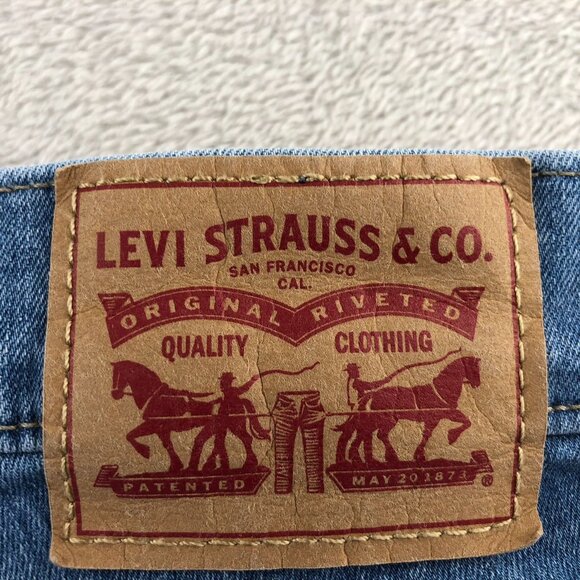 LEVI STRAUSS & CO.
SAN FRANCISCO
CAL.
ORIGINAL RIVETED
QUALITY CLOTHING
PATENTED MAY 20 1873 ®